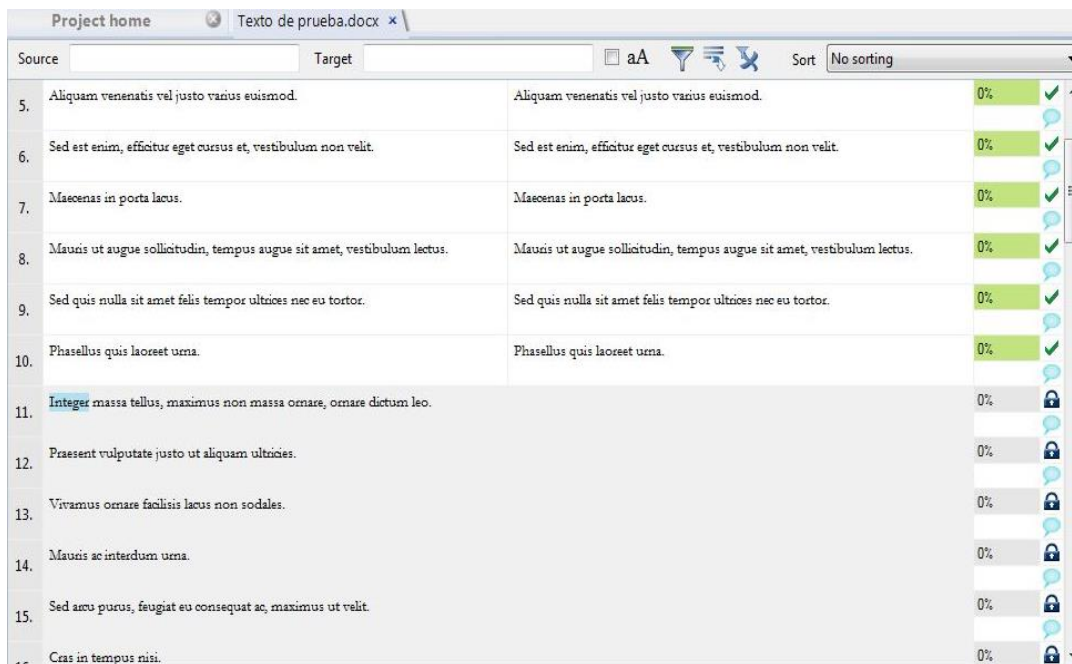 Project home Texto de prueba.docx
Source Target aA Sort No sorting
5. Aliquam venenatis vel justo varius euismod. Aliquam venenatis vel justo varius euismod. 0%
6. Sed est enim, efficitur eget cursus et, vestibulum non velit. Sed est enim, efficitur eget cursus et, vestibulum non velit. 0%
7. Maecenas in porta lacus. Maecenas in porta lacus. 0%
8. Mauris ut augue sollicitudin, tempus augue sit amet, vestibulum lectus. Mauris ut augue sollicitudin, tempus augue sit amet, vestibulum lectus. 0%
9. Sed quis nulla sit amet felis tempor ultrices nec eu tortor. Sed quis nulla sit amet felis tempor ultrices nec eu tortor. 0%
10. Phasellus quis laoreet urna. Phasellus quis laoreet urna. 0%
11. Integer massa tellus, maximus non massa ornare, ornare dictum leo. 0%
12. Praesent vulputate justo ut aliquam ultricies. 0%
13. Vivamus ornare facilisis lacus non sodales. 0%
14. Mauris ac interdum urna. 0%
15. Sed arcu purus, feugiat eu consequat ac, maximus ut velit. 0%
Cras in tempus nisi. 0%